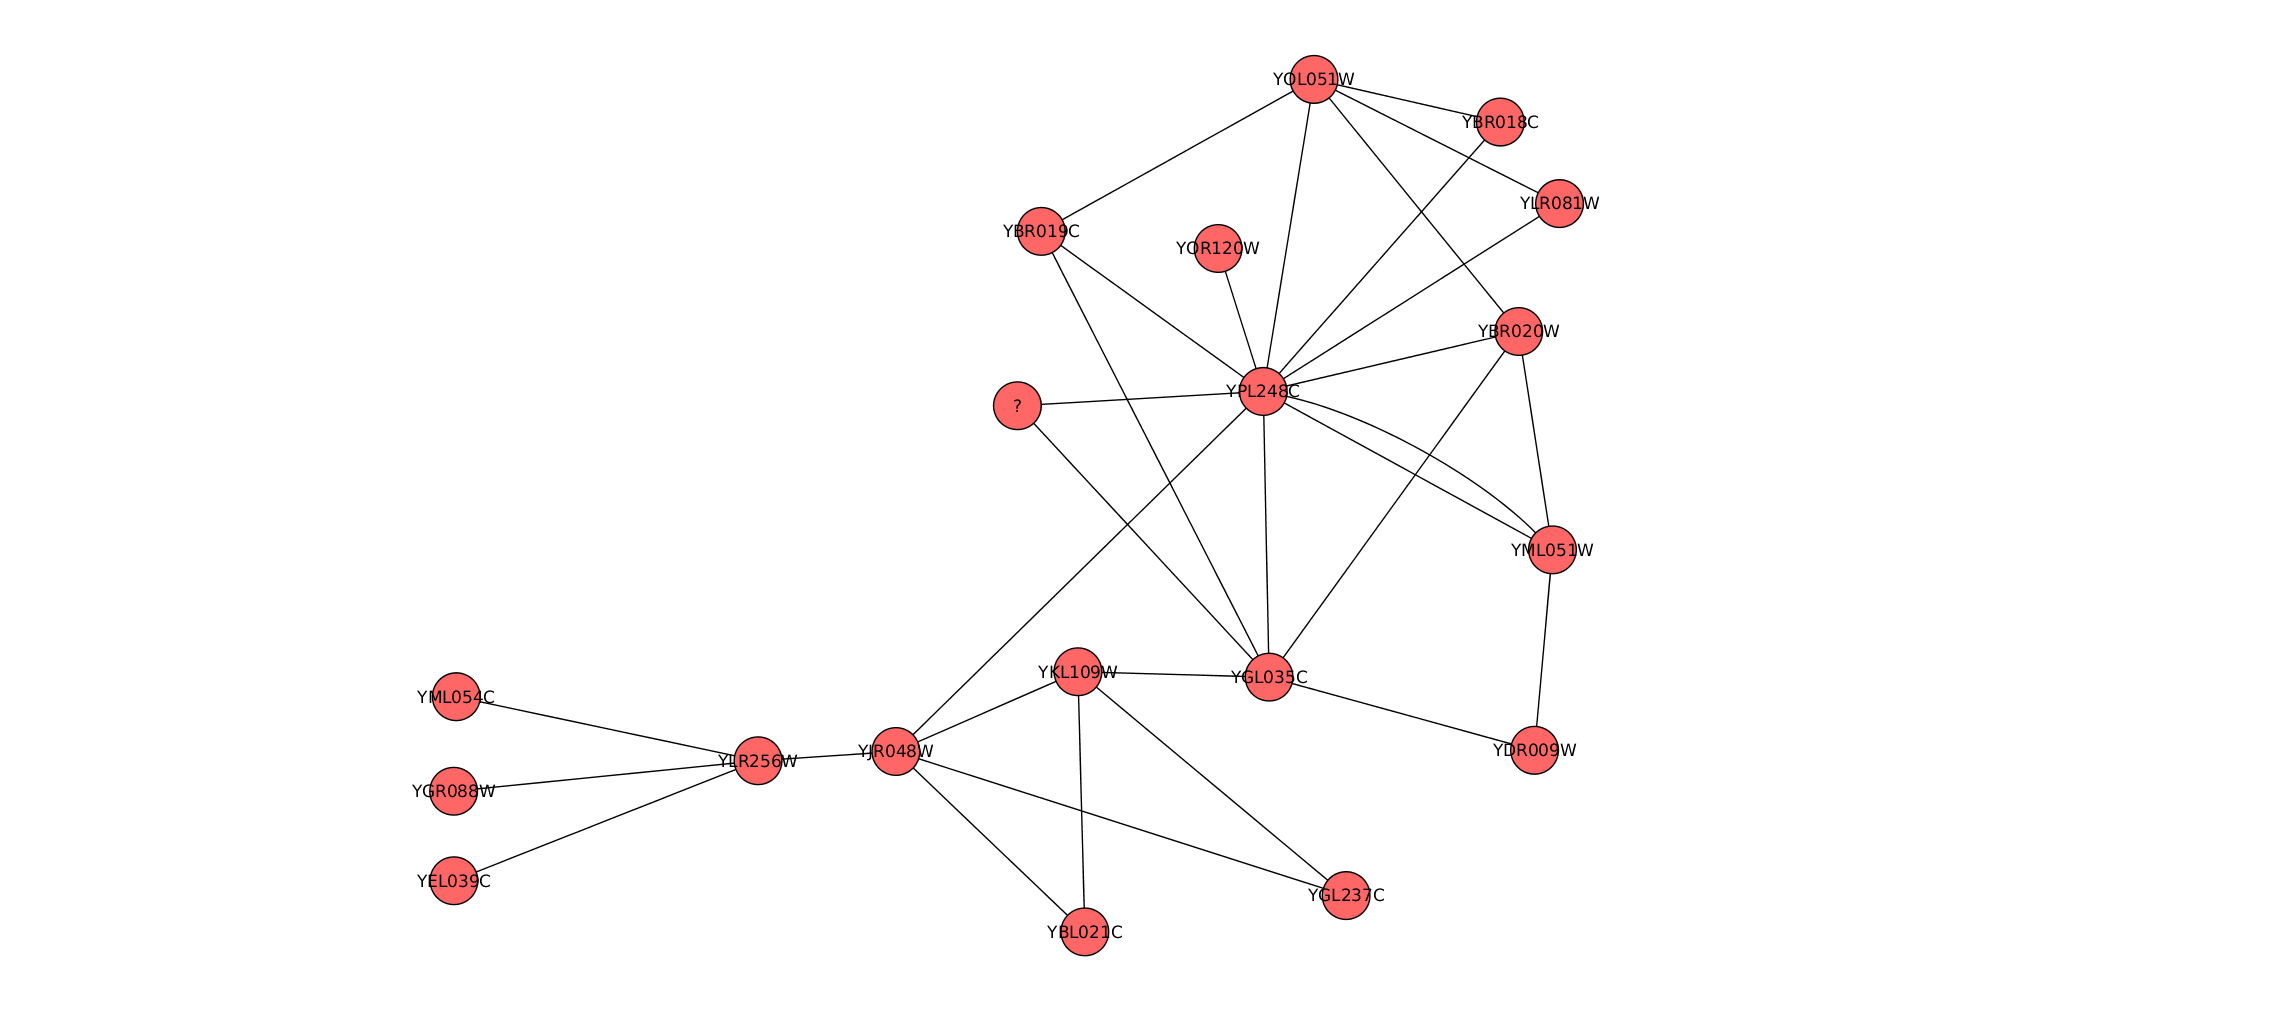 YOL051W
YBR018C
YLR081W
YBR019C
YOR120W
YBR020W
YPL248C
?
YML051W
YKL109W
YGL035C
YML054C
YJR048W
YDR009W
YLR256W
YGR088W
YEL039C
YGL237C
YBL021C